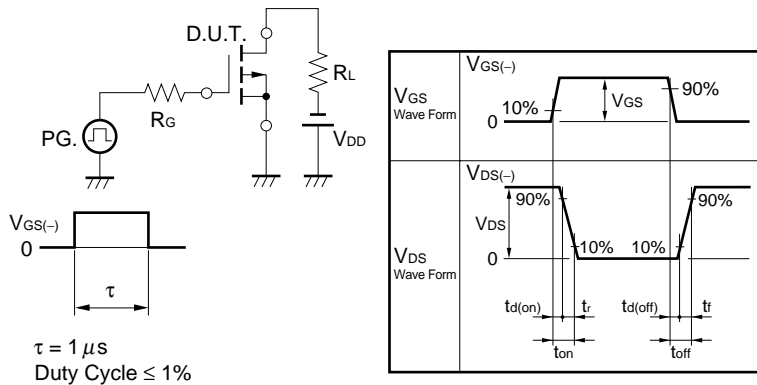 D.U.T.
RL
RG
PG.
VDD
VGS(−)
0
τ
τ = 1 μs
Duty Cycle ≤ 1%
VGS
Wave Form
VGS(−)
10%
VGS
90%
0
VDS
Wave Form
VDS(−)
90%
90%
VDS
10% 10%
0
td(on) tr td(off) tf
ton toff